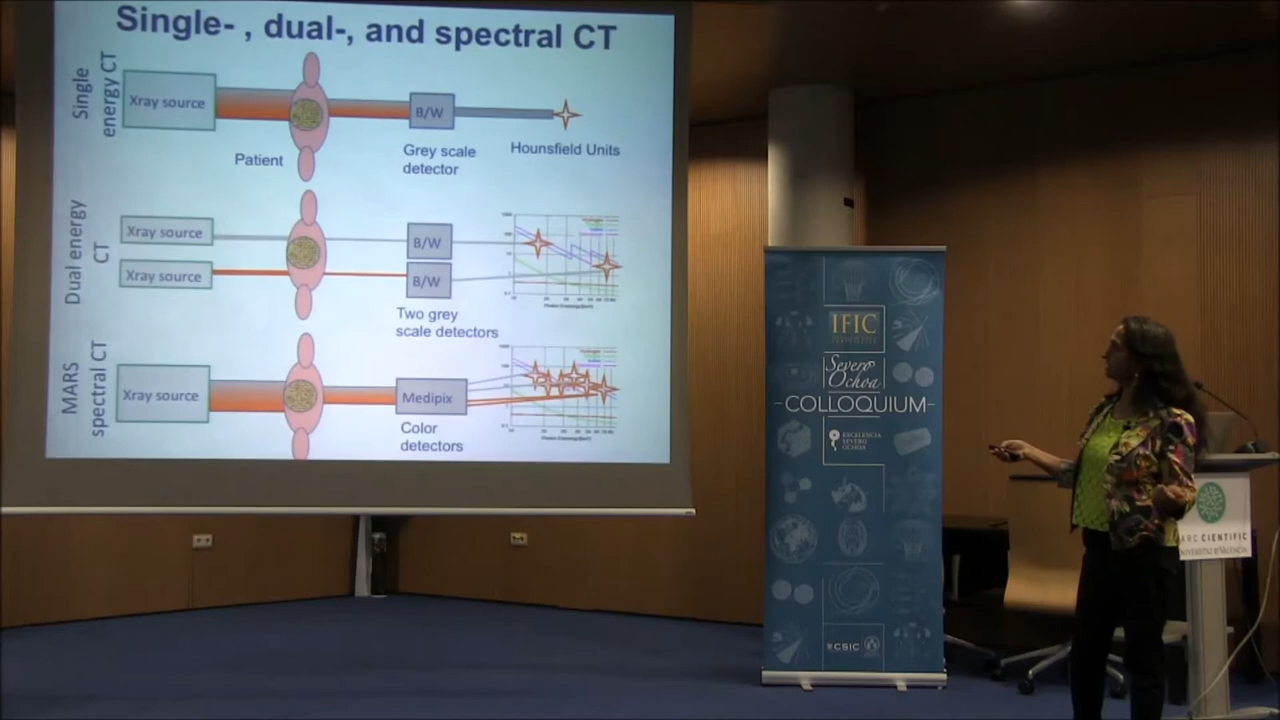 Single- , dual-, and spectral CT
Single
energy CT
Xray source
B/W
Patient
Grey scale
detector
Hounsfield Units
Dual energy
CT
Xray source
Xray source
B/W
B/W
Two grey
scale detectors
MARS
spectral CT
Xray source
Medipix
Color
detectors
IFIC
Severo
Ochoa
COLLOQUIUM
EXCELENCIA
SEVERO
OCHOA
CSIC
ARC CIENTIFIC
UNIVERSITAT D VALÈNCIA